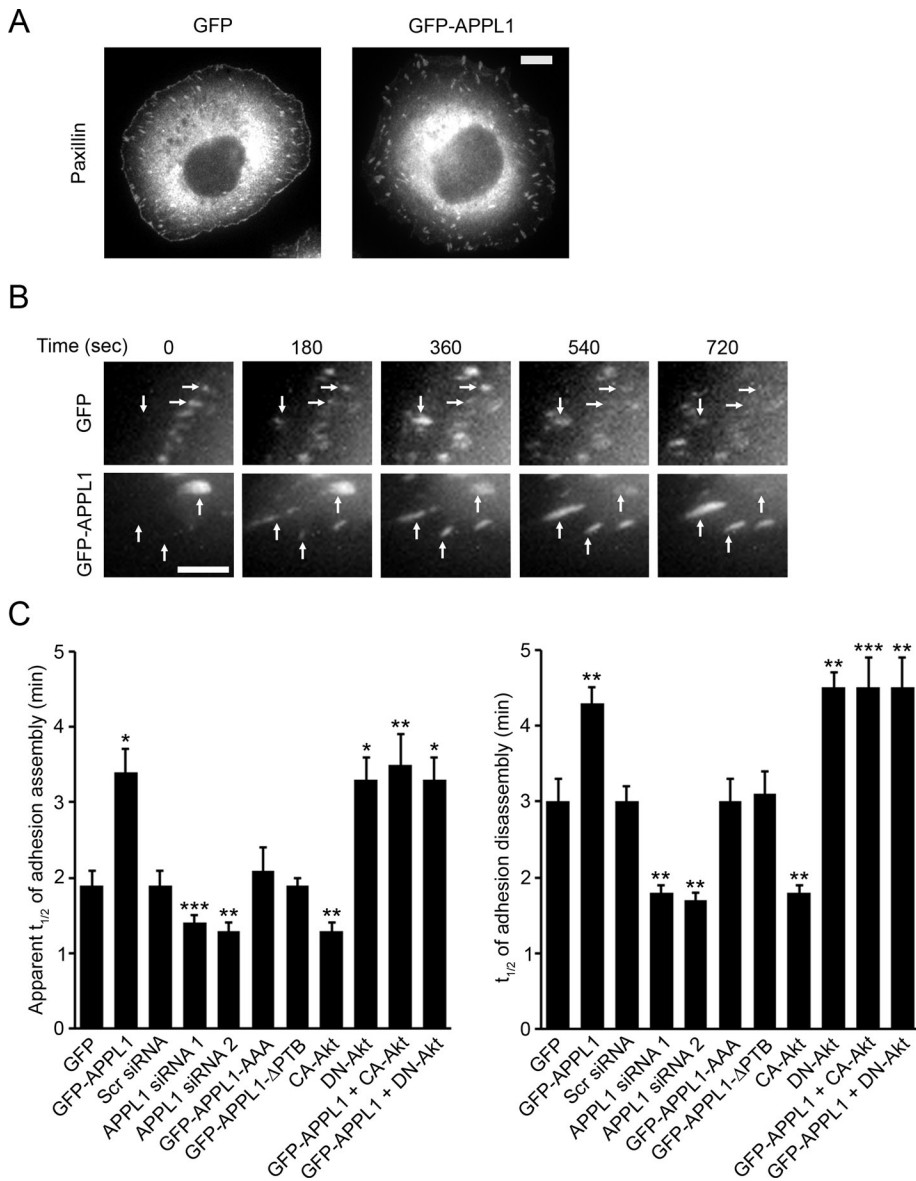 A
GFP
GFP-APPL1
Paxillin
B
Time (sec) 0 180 360 540 720
GFP
GFP-APPL1
C
Apparent t1/2 of adhesion assembly (min)
5
4
3
2
1
0
* *** ** ** * ** *
GFP
GFP-APPL1
Scr siRNA
APPL1 siRNA 1
APPL1 siRNA 2
GFP-APPL1-AAA
GFP-APPL1-ΔPTB
CA-Akt
DN-Akt
GFP-APPL1 + CA-Akt
GFP-APPL1 + DN-Akt
t1/2 of adhesion disassembly (min)
5
4
3
2
1
0
** ** ** ** ** *** **
GFP
GFP-APPL1
Scr siRNA
APPL1 siRNA 1
APPL1 siRNA 2
GFP-APPL1-AAA
GFP-APPL1-ΔPTB
CA-Akt
DN-Akt
GFP-APPL1 + CA-Akt
GFP-APPL1 + DN-Akt